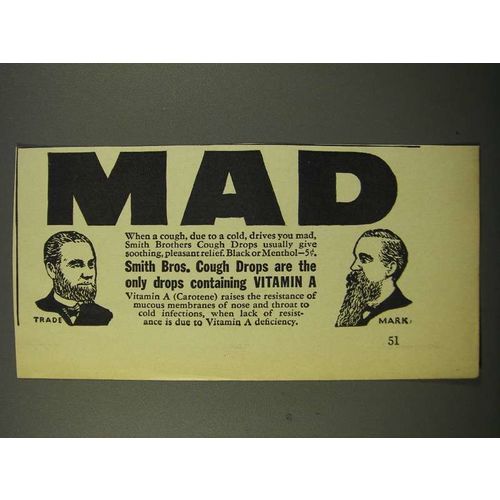 MAD
When a cough, due to a cold, drives you mad,
Smith Brothers Cough Drops usually give
soothing, pleasant relief. Black or Menthol—5¢.
Smith Bros. Cough Drops are the
only drops containing VITAMIN A
Vitamin A (Carotene) raises the resistance of
mucous membranes of nose and throat to
cold infections, when lack of resist-
ance is due to Vitamin A deficiency.
TRADE
MARK
51